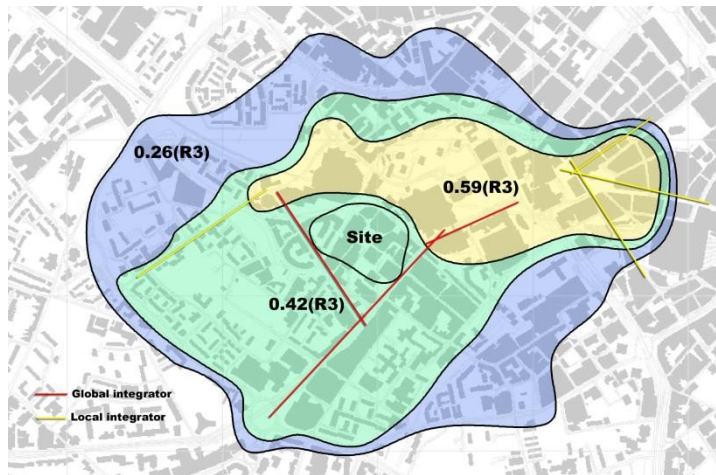 0.26(R3)
0.59(R3)
Site
0.42(R3)
Global integrator
Local integrator